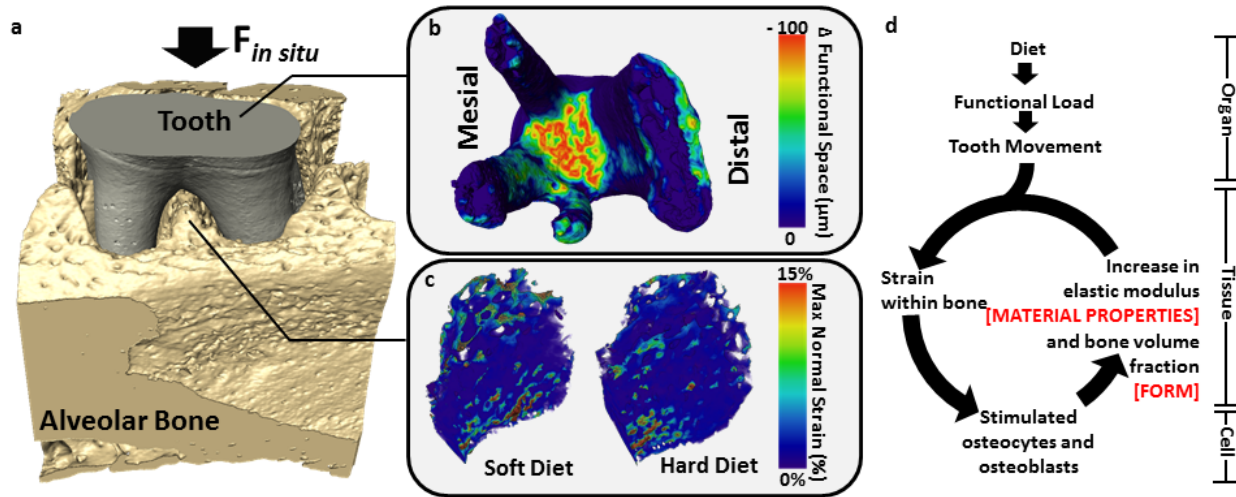 a
F in situ
Tooth
Alveolar Bone
b
Mesial
Distal
- 100
Δ Functional Space (µm)
0
c
Soft Diet
Hard Diet
15%
Max Normal Strain (%)
0%
d
Diet
Functional Load
Tooth Movement
Strain
within bone
Increase in
elastic modulus
[MATERIAL PROPERTIES]
and bone volume
fraction
[FORM]
Stimulated
osteocytes and
osteoblasts
Organ
Tissue
Cell